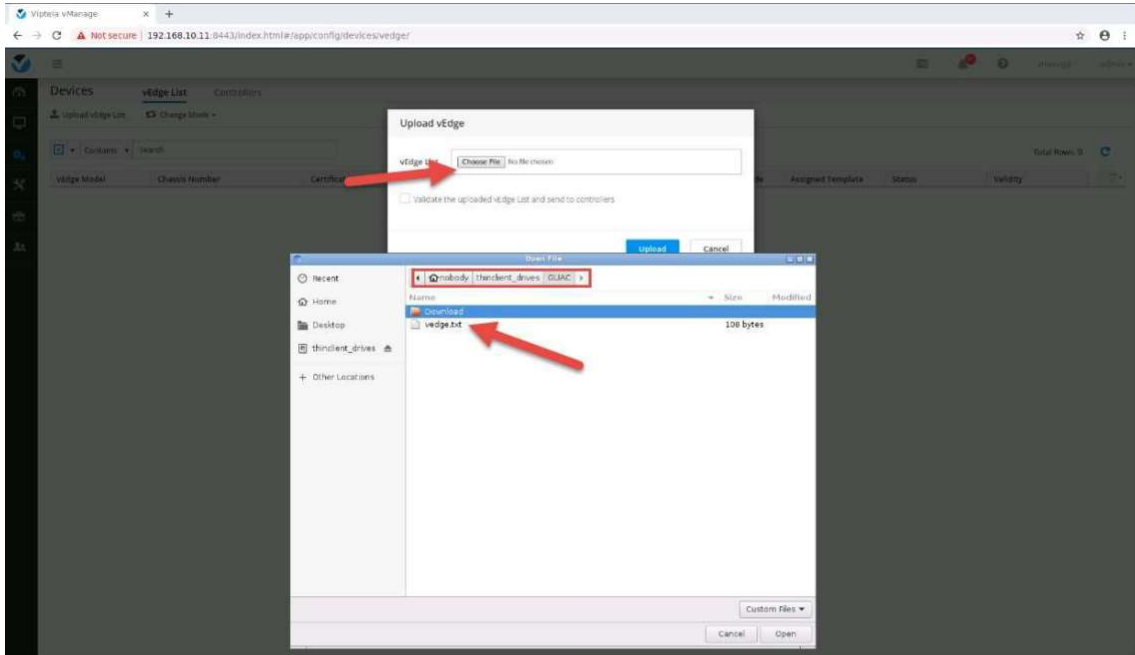 Viptela vManage
Not secure | 192.168.10.11:8443/index.html#/app/config/devices/vedge/
Devices vEdge List Controllers
Upload vEdge List Change Mode
Contains Search
Total Rows: 0
vEdge Model Chassis Number Assigned Template Status Validity
Upload vEdge
vEdge List Choose File No file chosen
Validate the uploaded vEdge List and send to controllers
Upload Cancel
Open File
Recent
Home
Desktop
thinclient_drives
+ Other Locations
nobody thinclient_drives GUAC
Name Size Modified
Download
vedge.txt 108 bytes
Custom Files
Cancel Open